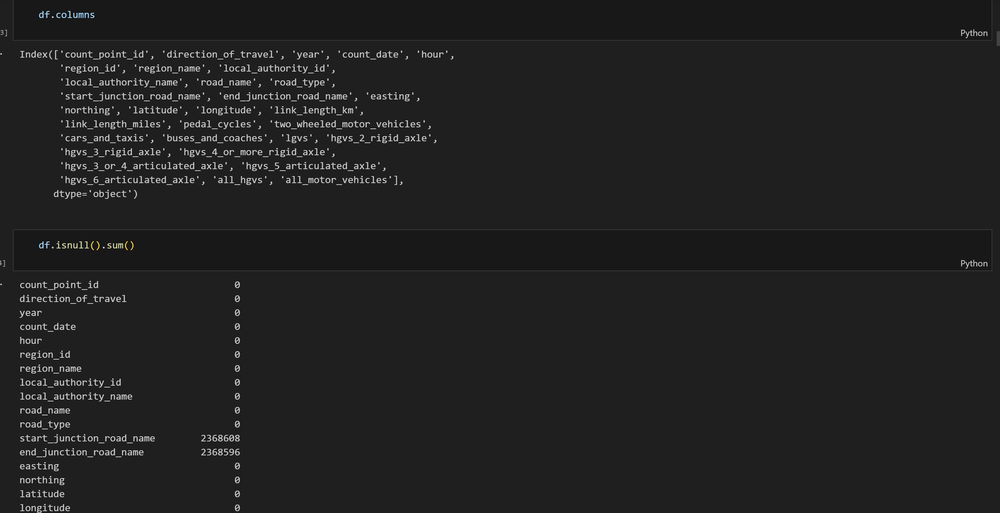 df.columns
3]
Python
Index(['count_point_id', 'direction_of_travel', 'year', 'count_date', 'hour',
'region_id', 'region_name', 'local_authority_id',
'local_authority_name', 'road_name', 'road_type',
'start_junction_road_name', 'end_junction_road_name', 'easting',
'northing', 'latitude', 'longitude', 'link_length_km',
'link_length_miles', 'pedal_cycles', 'two_wheeled_motor_vehicles',
'cars_and_taxis', 'buses_and_coaches', 'lgvs', 'hgvs_2_rigid_axle',
'hgvs_3_rigid_axle', 'hgvs_4_or_more_rigid_axle',
'hgvs_3_or_4_articulated_axle', 'hgvs_5_articulated_axle',
'hgvs_6_articulated_axle', 'all_hgvs', 'all_motor_vehicles'],
dtype='object')
df.isnull().sum()
4]
Python
count_point_id 0
direction_of_travel 0
year 0
count_date 0
hour 0
region_id 0
region_name 0
local_authority_id 0
local_authority_name 0
road_name 0
road_type 0
start_junction_road_name 2368608
end_junction_road_name 2368596
easting 0
northing 0
latitude 0
longitude 0